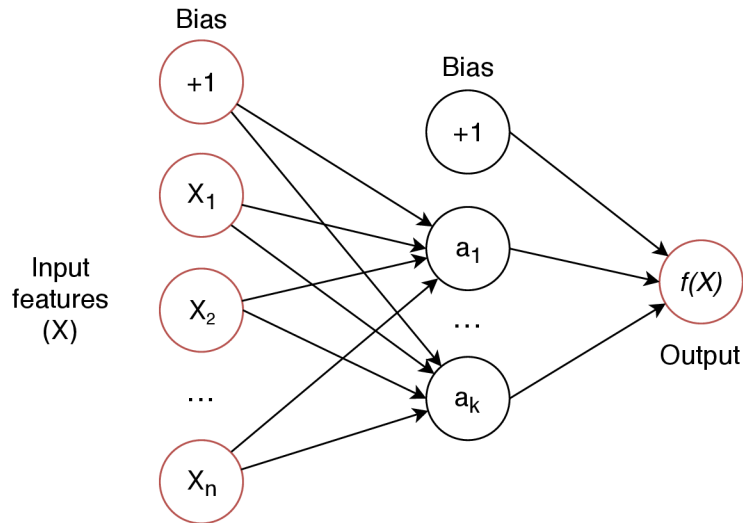 Bias
+1
X₁
Input
features
(X)
X₂
...
Xₙ
Bias
+1
a₁
...
aₖ
f(X)
Output